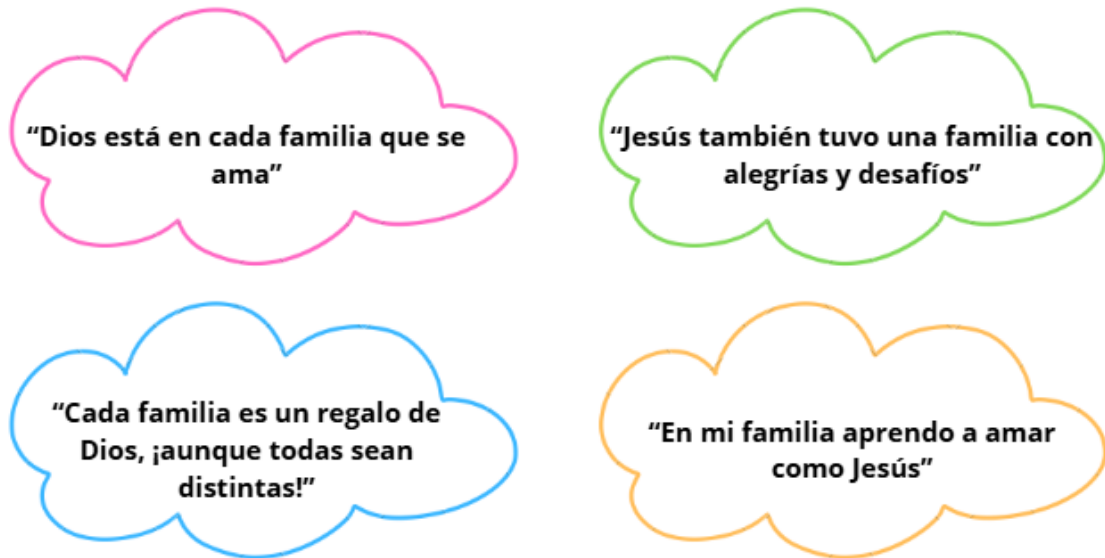 “Dios está en cada familia que se
ama”
“Jesús también tuvo una familia con
alegrías y desafíos”
“Cada familia es un regalo de
Dios, ¡aunque todas sean
distintas!”
“En mi familia aprendo a amar
como Jesús”